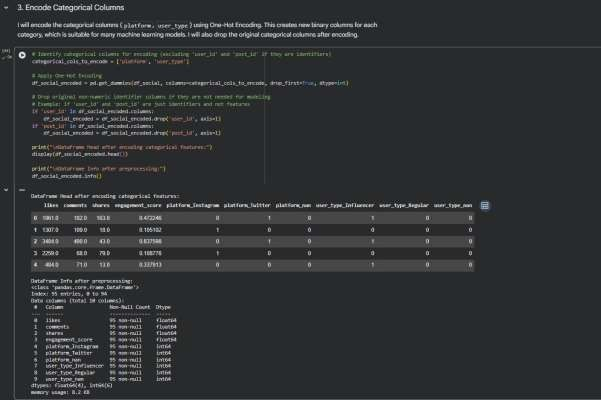 3. Encode Categorical Columns
I will encode the categorical columns ( platform, user_type ) using One-Hot Encoding. This creates new binary columns for each
category, which is suitable for many machine learning models. I will also drop the original categorical columns after encoding.
# Identify categorical columns for encoding (excluding 'user_id' and 'post_id' if they are identifiers)
categorical_cols_to_encode = ['platform', 'user_type']
# Apply One-Hot Encoding
df_social_encoded = pd.get_dummies(df_social, columns=categorical_cols_to_encode, drop_first=True, dtype=int)
# Drop original non-numeric identifier columns if they are not needed for modeling
# Example: if 'user_id' and 'post_id' are just identifiers and not features
if 'user_id' in df_social_encoded.columns:
df_social_encoded = df_social_encoded.drop('user_id', axis=1)
if 'post_id' in df_social_encoded.columns:
df_social_encoded = df_social_encoded.drop('post_id', axis=1)
print("\nDataFrame Head after encoding categorical features:")
display(df_social_encoded.head())
print("\nDataFrame Info after preprocessing:")
df_social_encoded.info()
DataFrame Head after encoding categorical features:
likes comments shares engagement_score platform_Instagram platform_Twitter platform_nan user_type_Influencer user_type_Regular user_type_nan
0 1061.0 182.0 163.0 0.472246 0 1 0 1 0 0
1 1307.0 109.0 18.0 0.105102 1 0 0 0 0 0
2 3404.0 400.0 43.0 0.637566 0 1 0 1 0 0
3 2259.0 68.0 79.0 0.108776 1 0 0 0 0 0
4 404.0 71.0 13.0 0.337913 0 1 0 1 0 0
DataFrame Info after preprocessing:
<class 'pandas.core.frame.DataFrame'>
Index: 95 entries, 0 to 94
Data columns (total 10 columns):
# Column Non-Null Count Dtype
--- ------ -------------- -----
0 likes 95 non-null float64
1 comments 95 non-null float64
2 shares 95 non-null float64
3 engagement_score 95 non-null float64
4 platform_Instagram 95 non-null int64
5 platform_Twitter 95 non-null int64
6 platform_nan 95 non-null int64
7 user_type_Influencer 95 non-null int64
8 user_type_Regular 95 non-null int64
9 user_type_nan 95 non-null int64
dtypes: float64(4), int64(6)
memory usage: 8.2 KB